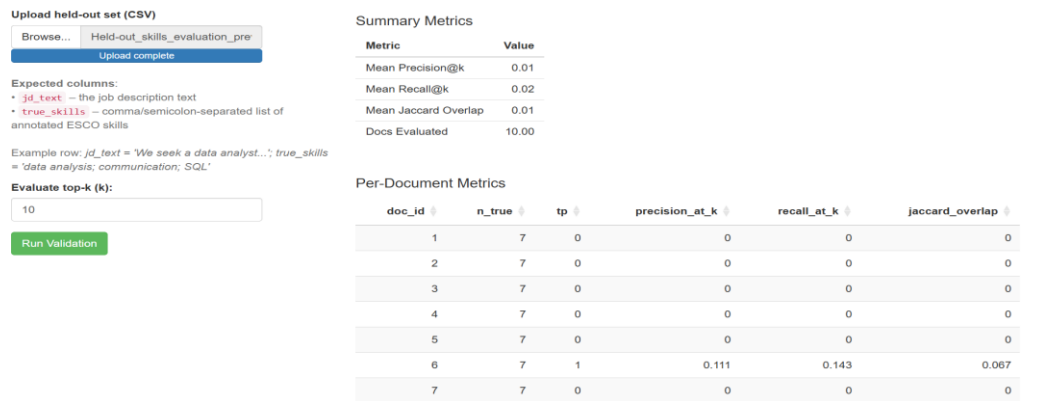 Upload held-out set (CSV)
Browse... Held-out_skills_evaluation_pre
Upload complete
Expected columns:
• jd_text – the job description text
• true_skills – comma/semicolon-separated list of
annotated ESCO skills
Example row: jd_text = 'We seek a data analyst...'; true_skills
= 'data analysis; communication; SQL'
Evaluate top-k (k):
10
Run Validation
Summary Metrics
Metric Value
Mean Precision@k 0.01
Mean Recall@k 0.02
Mean Jaccard Overlap 0.01
Docs Evaluated 10.00
Per-Document Metrics
doc_id n_true tp precision_at_k recall_at_k jaccard_overlap
1 7 0 0 0 0
2 7 0 0 0 0
3 7 0 0 0 0
4 7 0 0 0 0
5 7 0 0 0 0
6 7 1 0.111 0.143 0.067
7 7 0 0 0 0